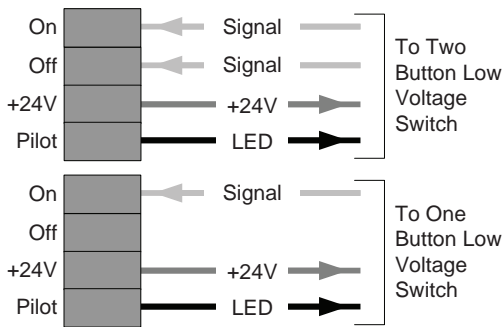 On Signal
Off Signal
+24V +24V
Pilot LED
To Two
Button Low
Voltage
Switch
On Signal
Off
+24V +24V
Pilot LED
To One
Button Low
Voltage
Switch